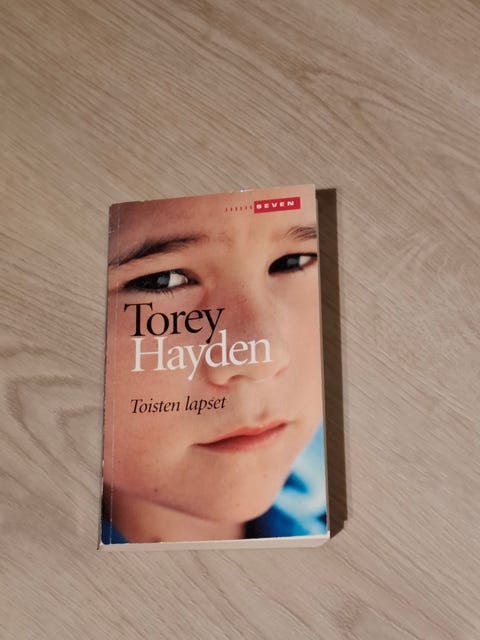 SEVEN
Torey
Hayden
Toisten lapset